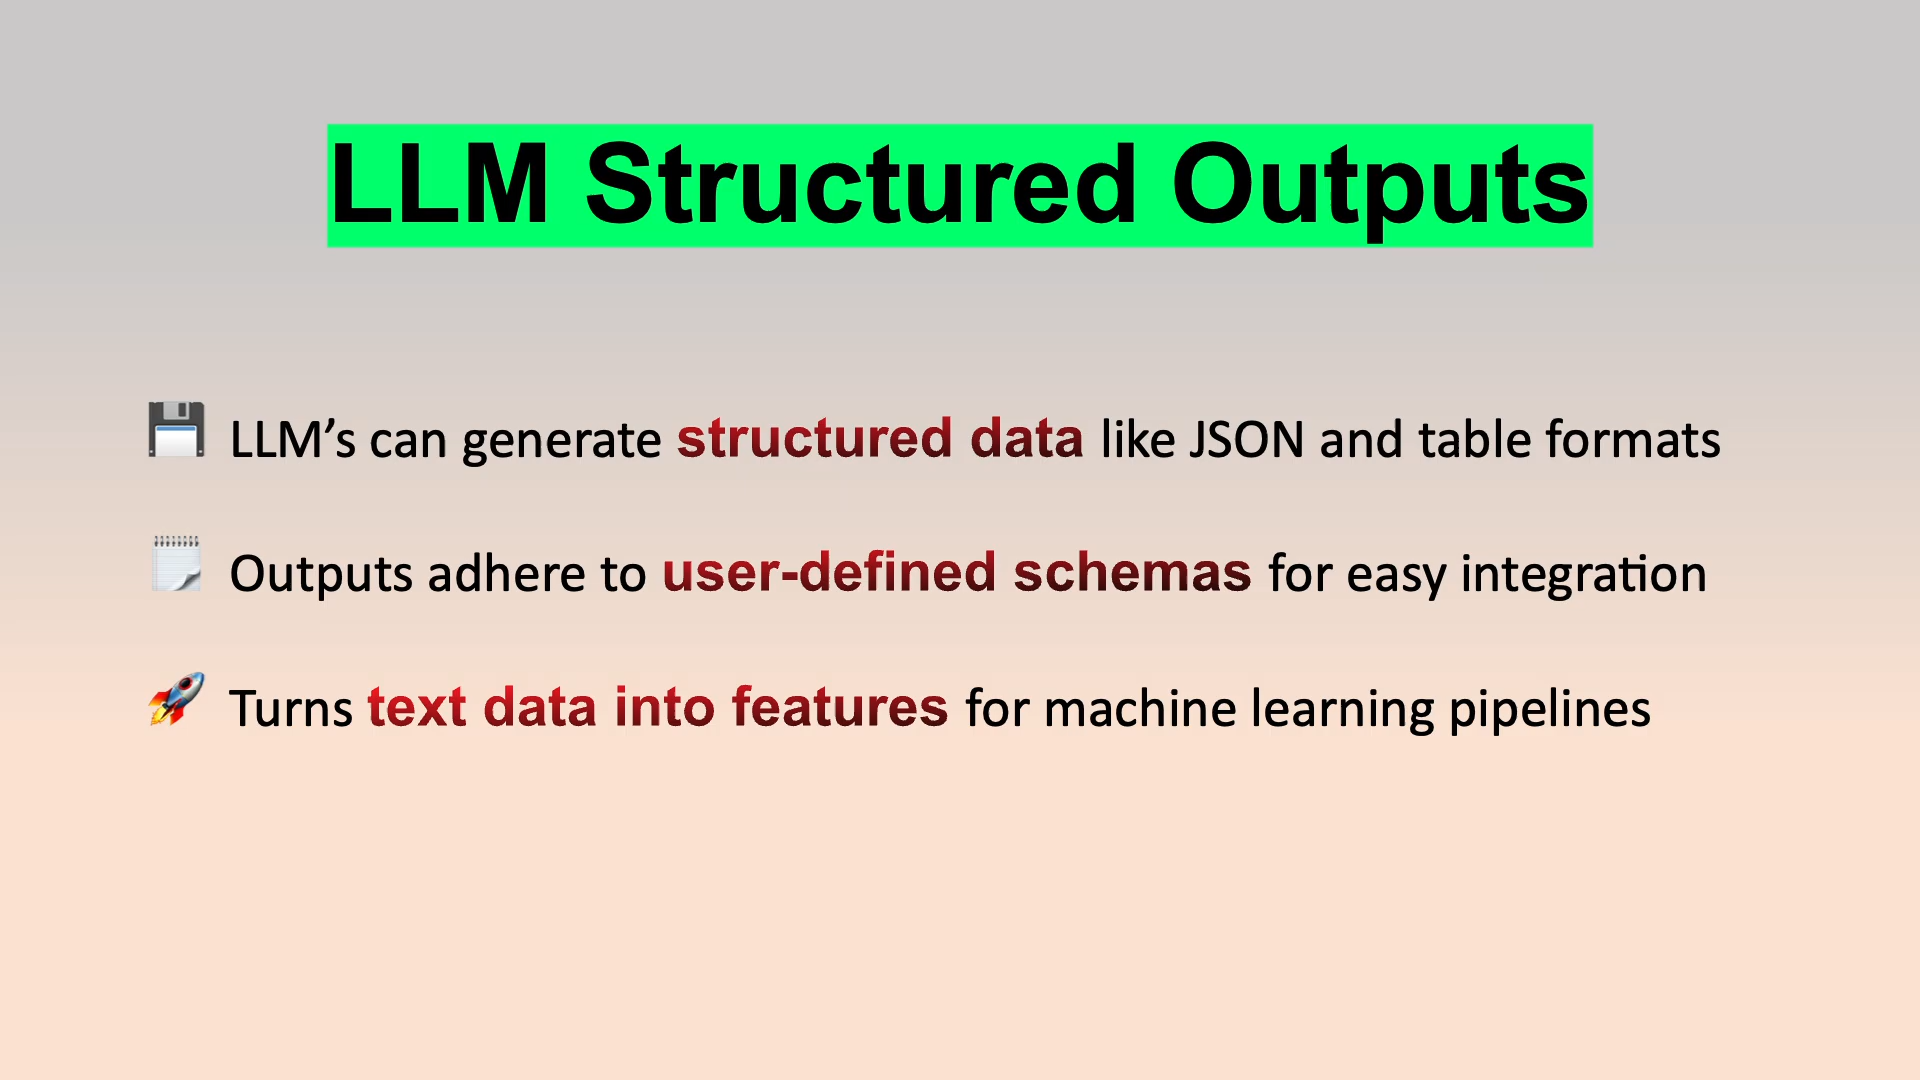 LLM Structured Outputs
LLM’s can generate structured data like JSON and table formats
Outputs adhere to user-defined schemas for easy integration
Turns text data into features for machine learning pipelines